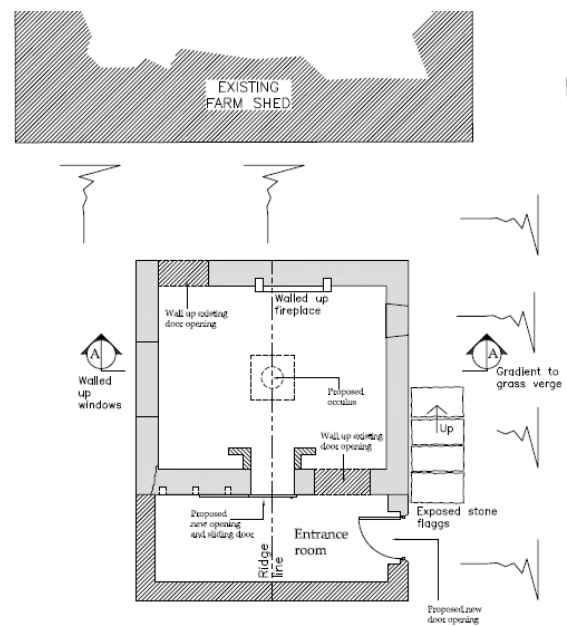 EXISTING
FARM SHED
Wall up existing
door opening
Walled up
fireplace
A
A
Walled
up
windows
Gradient to
grass verge
Proposed
occulus
Up
Wall up existing
door opening
Exposed stone
flaggs
Proposed
new opening
and sliding door
Entrance
room
Ridge
line
Proposed new
door opening